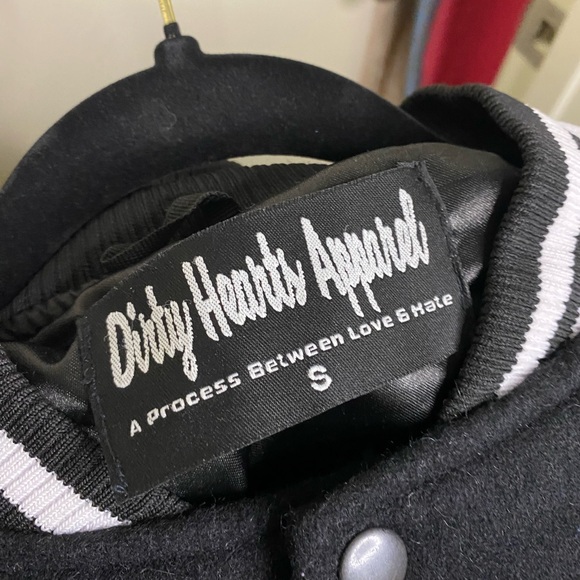 Dirty Hearts Apparel
A Process Between Love & Hate
S